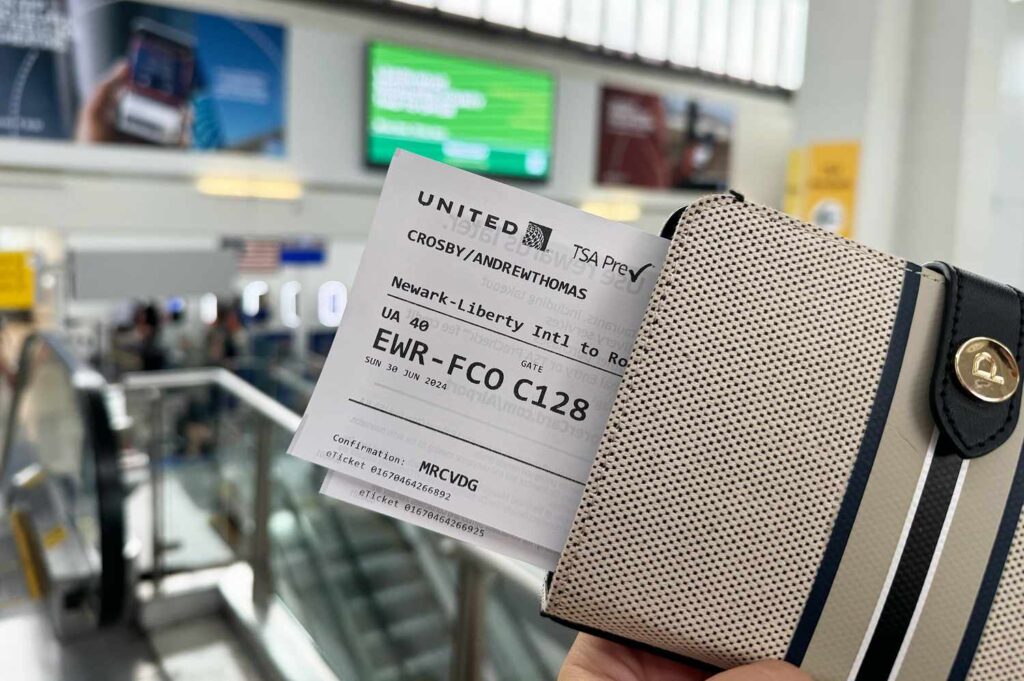 UNITED
TSA Pre✓
CROSBY/ANDREWTHOMAS
Newark-Liberty Intl to Ro
UA 40
EWR-FCO
GATE
C128
SUN 30 JUN 2024
Confirmation: MRCVDG
eTicket 01670464266892
eTicket 01670464266925
P